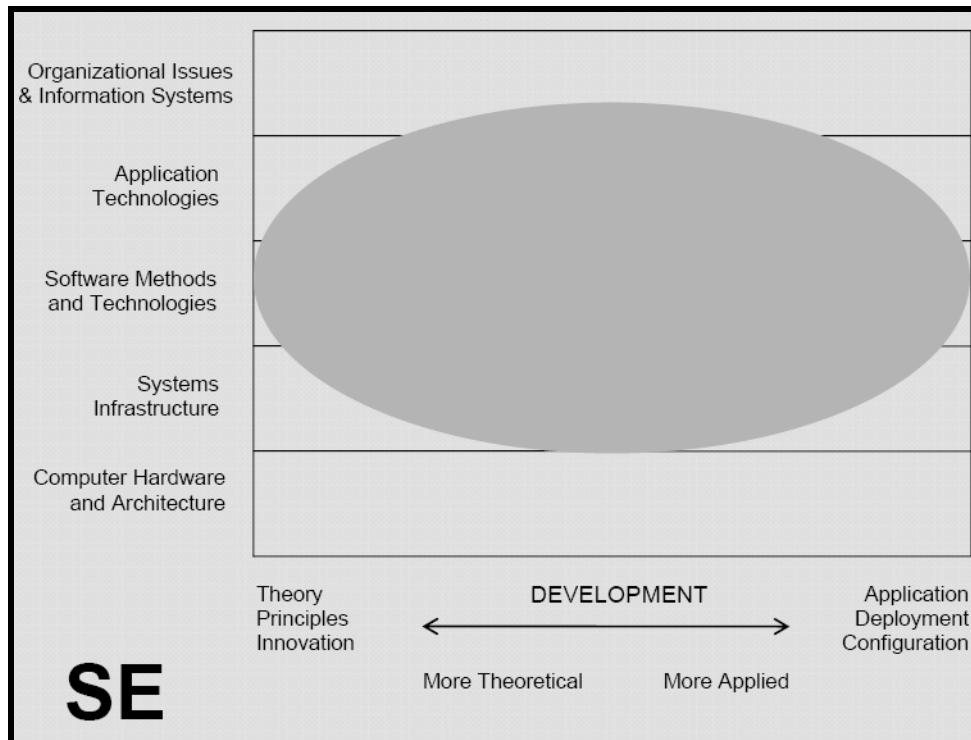 Organizational Issues
& Information Systems
Application
Technologies
Software Methods
and Technologies
Systems
Infrastructure
Computer Hardware
and Architecture
Theory
Principles
Innovation
DEVELOPMENT
Application
Deployment
Configuration
More Theoretical
More Applied
SE